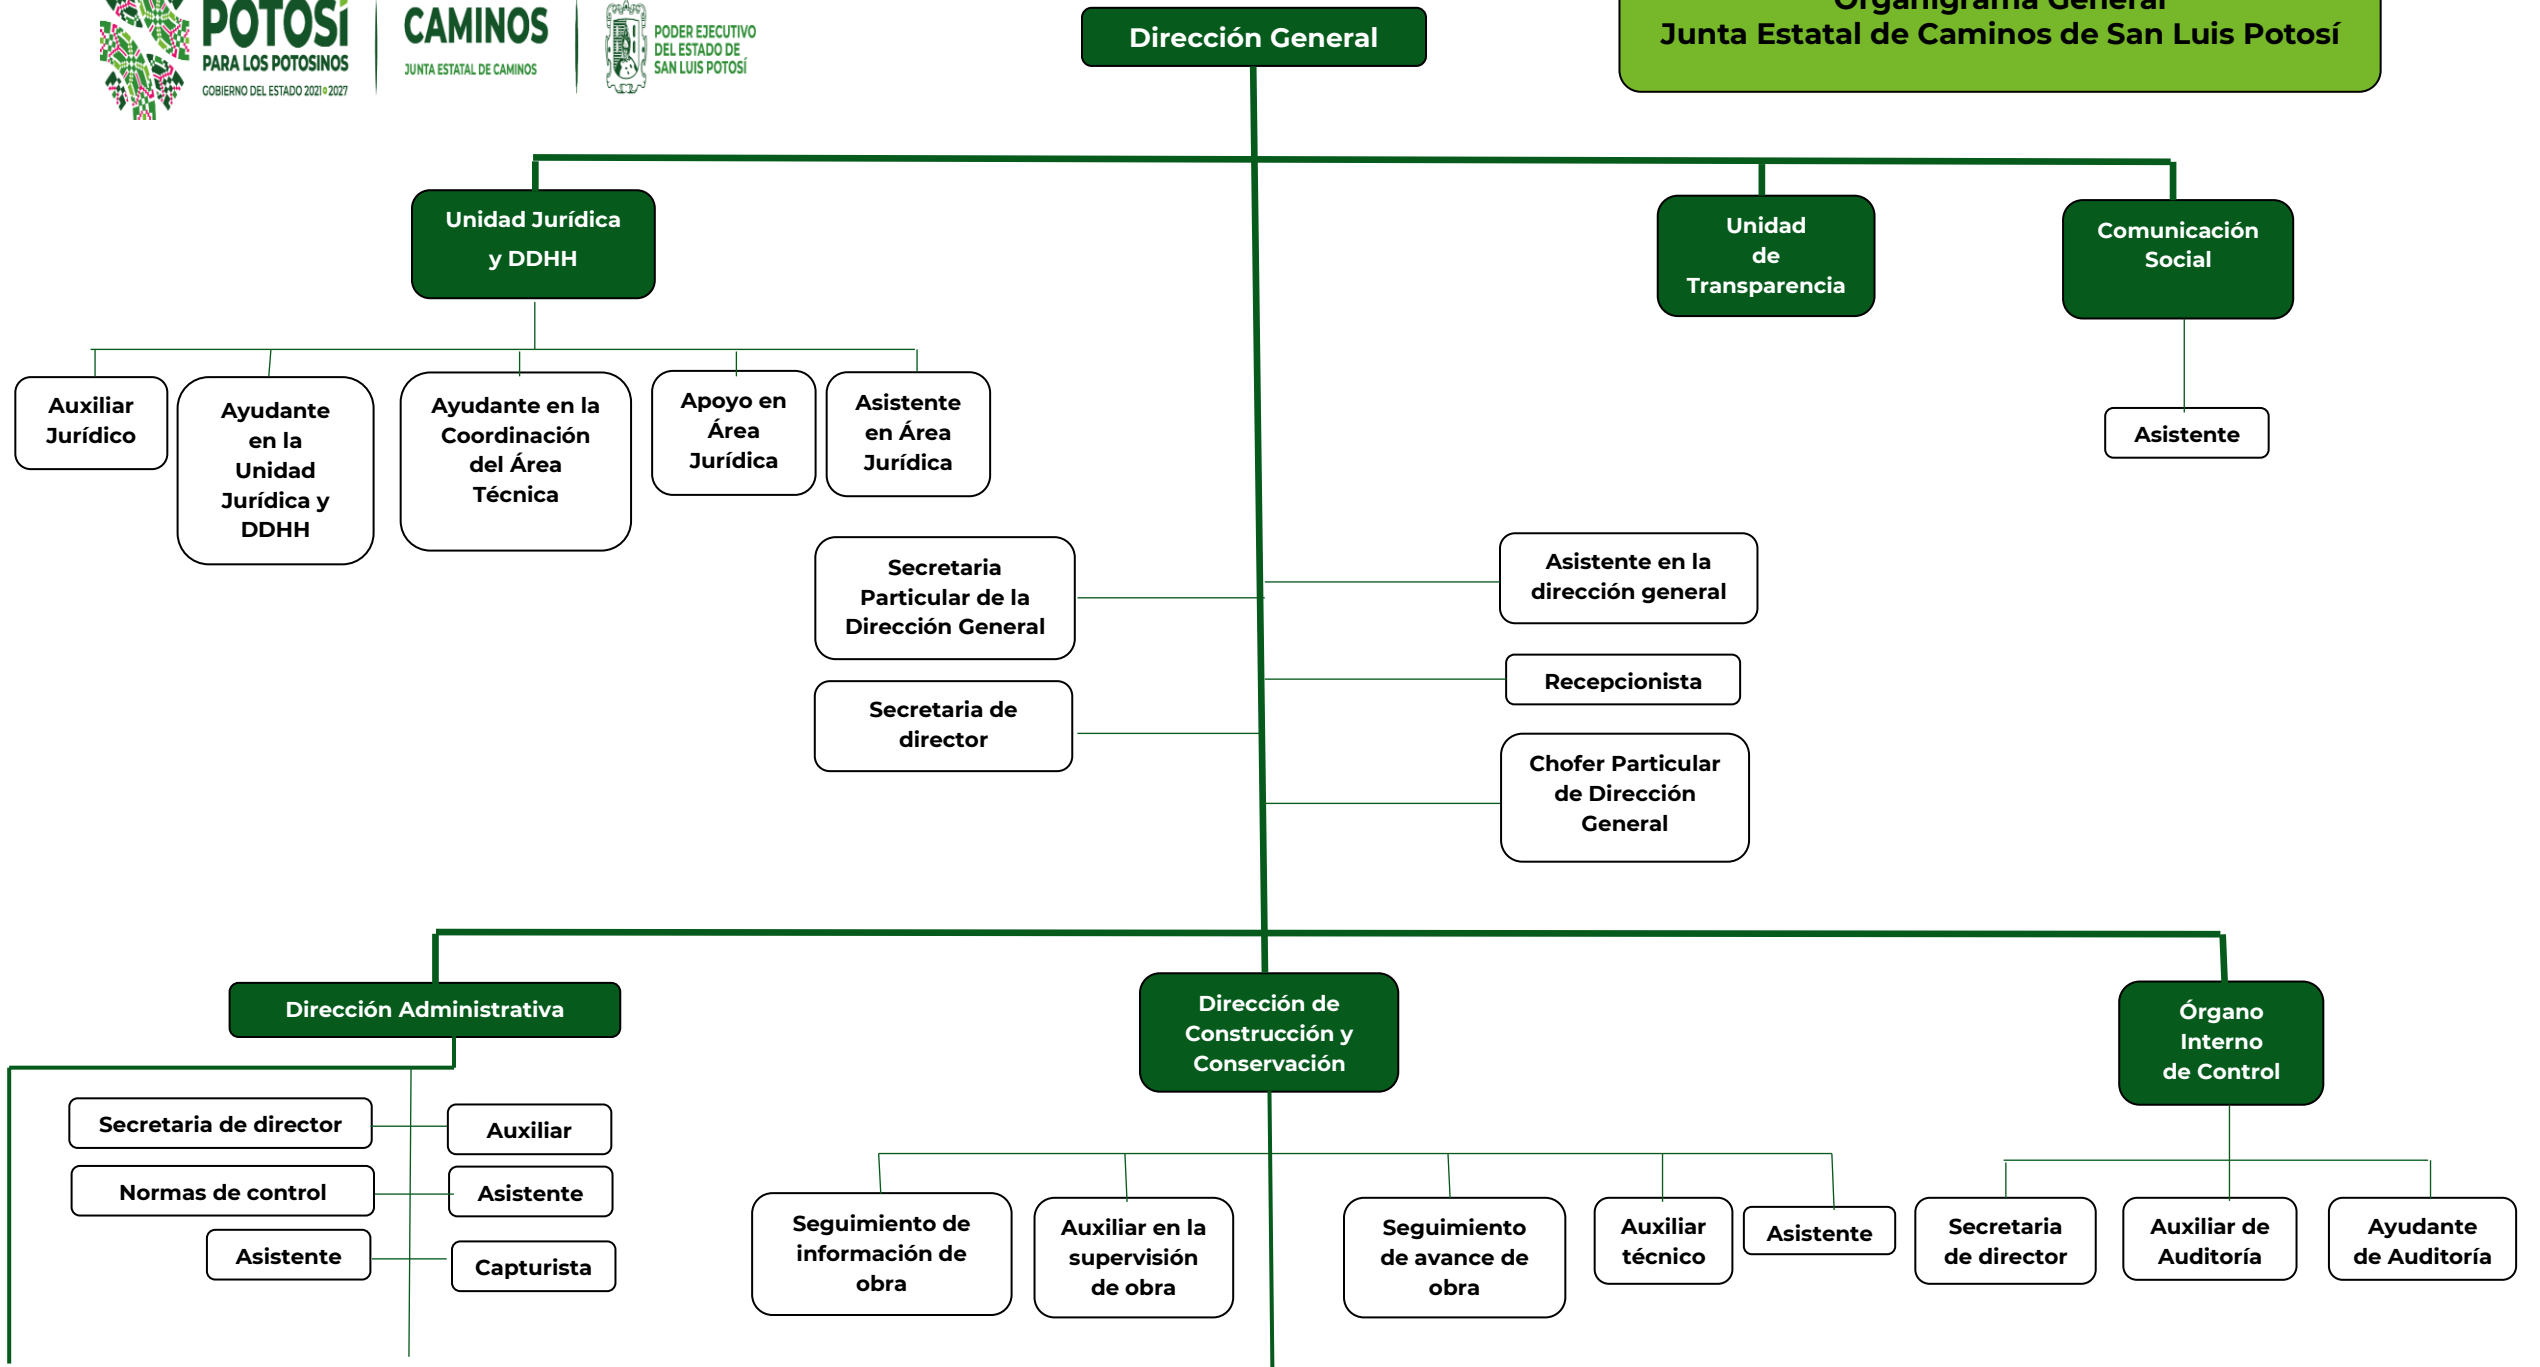 POTOSÍ
PARA LOS POTOSINOS
GOBIERNO DEL ESTADO 2021 2027
CAMINOS
JUNTA ESTATAL DE CAMINOS
PODER EJECUTIVO
DEL ESTADO DE
SAN LUIS POTOSÍ
Dirección General
Organigrama General
Junta Estatal de Caminos de San Luis Potosí
Unidad Jurídica
y DDHH
Unidad
de
Transparencia
Comunicación
Social
Auxiliar
Jurídico
Ayudante
en la
Unidad
Jurídica y
DDHH
Ayudante en la
Coordinación
del Área
Técnica
Apoyo en
Área
Jurídica
Asistente
en Área
Jurídica
Asistente
Secretaria
Particular de la
Dirección General
Asistente en la
dirección general
Secretaria de
director
Recepcionista
Chofer Particular
de Dirección
General
Dirección Administrativa
Dirección de
Construcción y
Conservación
Órgano
Interno
de Control
Secretaria de director
Auxiliar
Normas de control
Asistente
Asistente
Capturista
Seguimiento de
información de
obra
Auxiliar en la
supervisión
de obra
Seguimiento
de avance de
obra
Auxiliar
técnico
Asistente
Secretaria
de director
Auxiliar de
Auditoría
Ayudante
de Auditoría